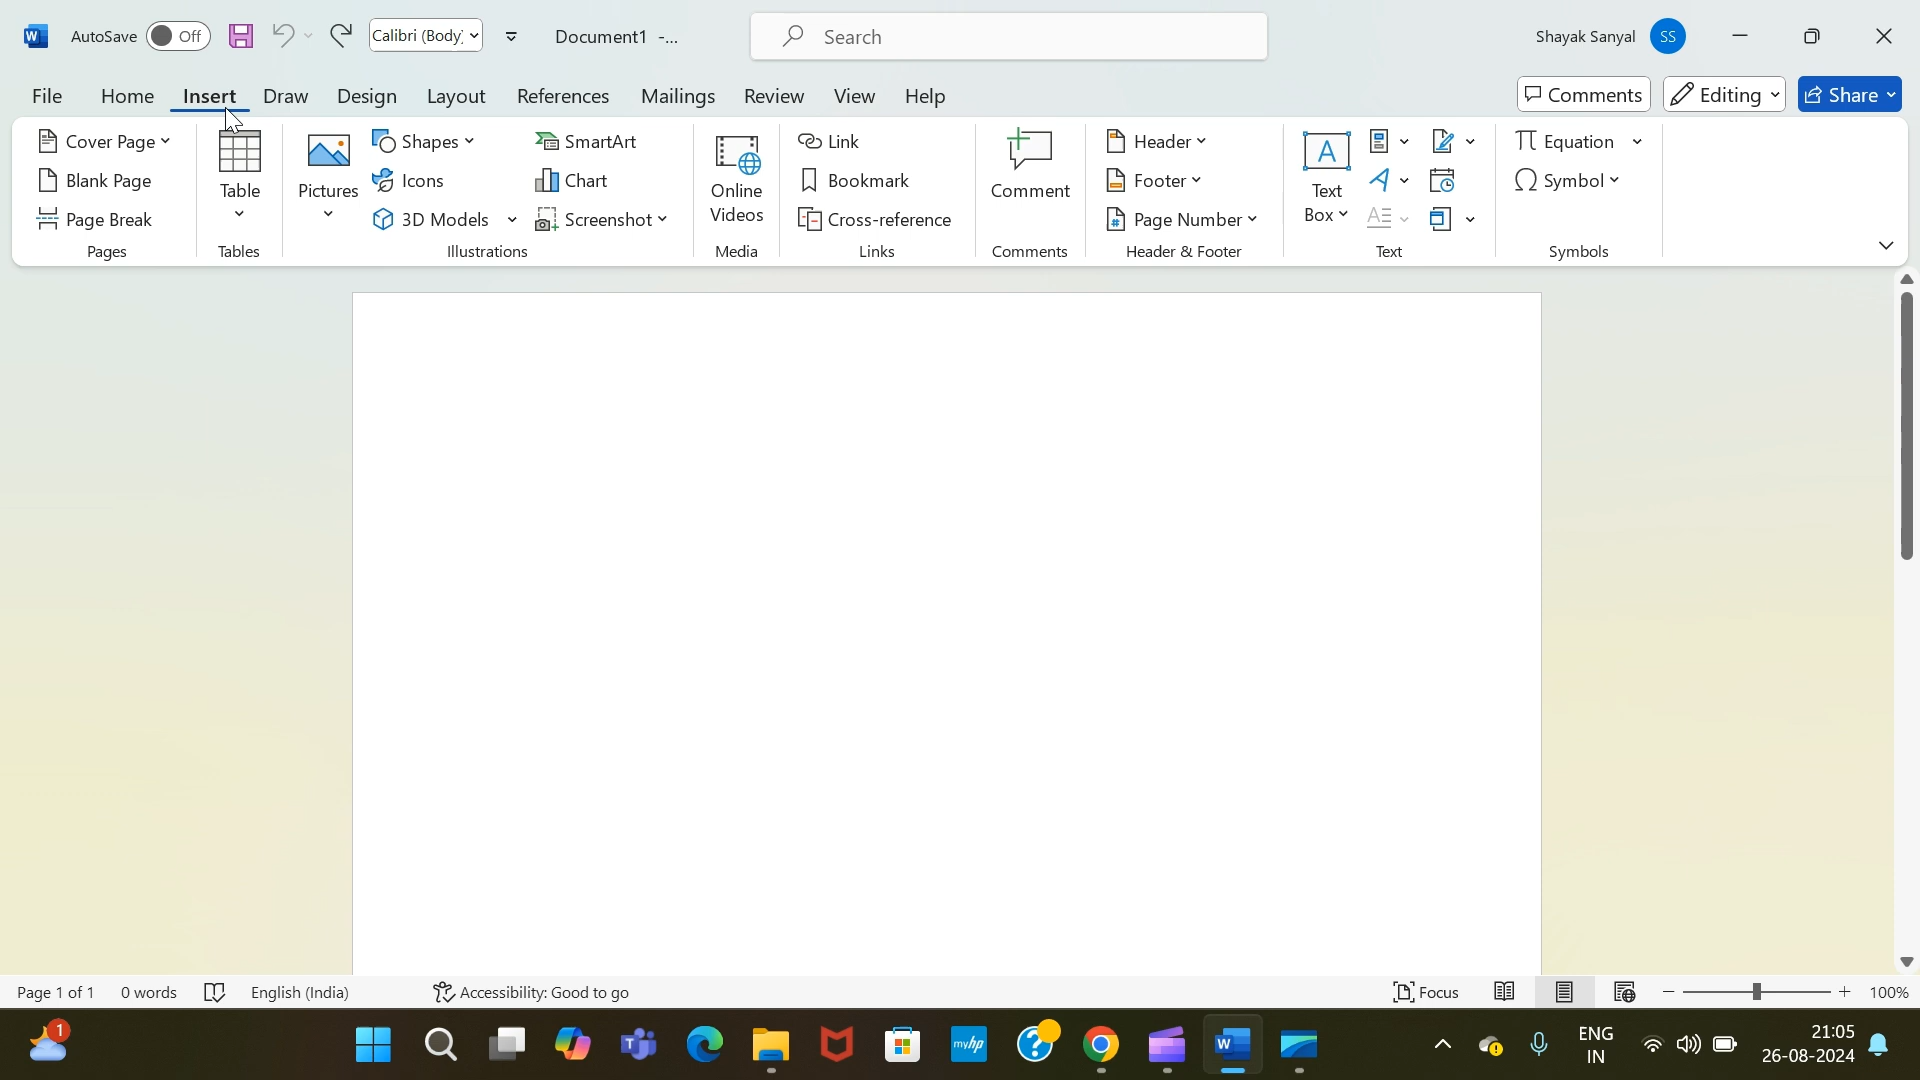 AutoSave Off Calibri (Body) Document1 -... Search Shayak Sanyal SS
File Home Insert Draw Design Layout References Mailings Review View Help Comments Editing Share
Cover Page
Blank Page
Page Break
Pages
Table
Tables
Pictures
Shapes
Icons
3D Models
SmartArt
Chart
Screenshot
Illustrations
Online
Videos
Media
Link
Bookmark
Cross-reference
Links
Comment
Comments
Header
Footer
Page Number
Header & Footer
A
Text
Box
Text
Equation
Symbol
Symbols
Page 1 of 1 0 words English (India) Accessibility: Good to go Focus 100%
1 myhp W ENG
IN
21:05
26-08-2024